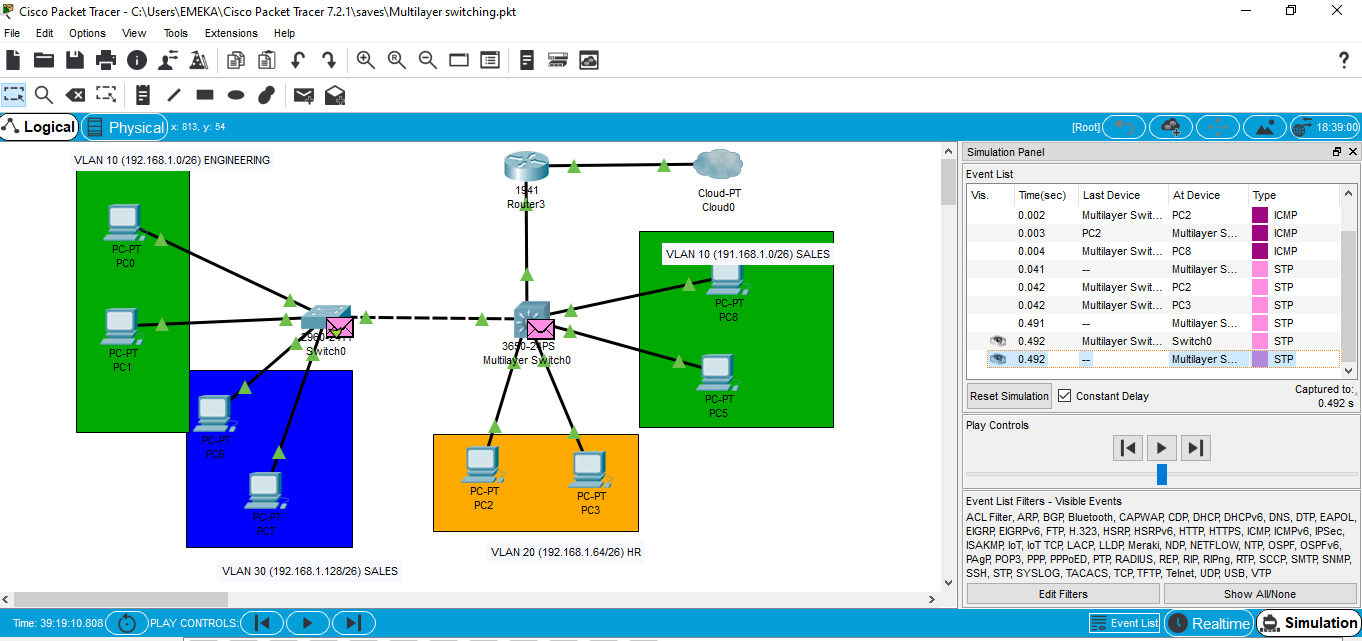 Cisco Packet Tracer - C:\Users\EMEKA\Cisco Packet Tracer 7.2.1\saves\Multilayer switching.pkt
File Edit Options View Tools Extensions Help
?
Logical Physical x: 813, y: 54 [Root] 18:39:00
VLAN 10 (192.168.1.0/26) ENGINEERING
PC-PT
PC0
PC-PT
PC1
1941
Router3
Cloud-PT
Cloud0
VLAN 10 (191.168.1.0/26) SALES
PC-PT
PC8
PC-PT
PC5
Switch0
3650-24PS
Multilayer Switch0
PC-PT
PC-PT
PC7
VLAN 30 (192.168.1.128/26) SALES
PC-PT
PC2
PC-PT
PC3
VLAN 20 (192.168.1.64/26) HR
Simulation Panel
Event List
Vis. Time(sec) Last Device At Device Type
0.002 Multilayer Swit... PC2 ICMP
0.003 PC2 Multilayer S... ICMP
0.004 Multilayer Swit... PC8 ICMP
0.041 -- Multilayer S... STP
0.042 Multilayer Swit... PC2 STP
0.042 Multilayer Swit... PC3 STP
0.491 -- Multilayer S... STP
0.492 Multilayer Swit... Switch0 STP
0.492 -- Multilayer S... STP
Reset Simulation Constant Delay Captured to:
0.492 s
Play Controls
Event List Filters - Visible Events
ACL Filter, ARP, BGP, Bluetooth, CAPWAP, CDP, DHCP, DHCPv6, DNS, DTP, EAPOL,
EIGRP, EIGRPv6, FTP, H.323, HSRP, HSRPv6, HTTP, HTTPS, ICMP, ICMPv6, IPSec,
ISAKMP, IoT, IoT TCP, LACP, LLDP, Meraki, NDP, NETFLOW, NTP, OSPF, OSPFv6,
PAgP, POP3, PPP, PPPoED, PTP, RADIUS, REP, RIP, RIPng, RTP, SCCP, SMTP, SNMP,
SSH, STP, SYSLOG, TACACS, TCP, TFTP, Telnet, UDP, USB, VTP
Edit Filters Show All/None
Time: 39:19:10.808 PLAY CONTROLS: Event List Realtime Simulation